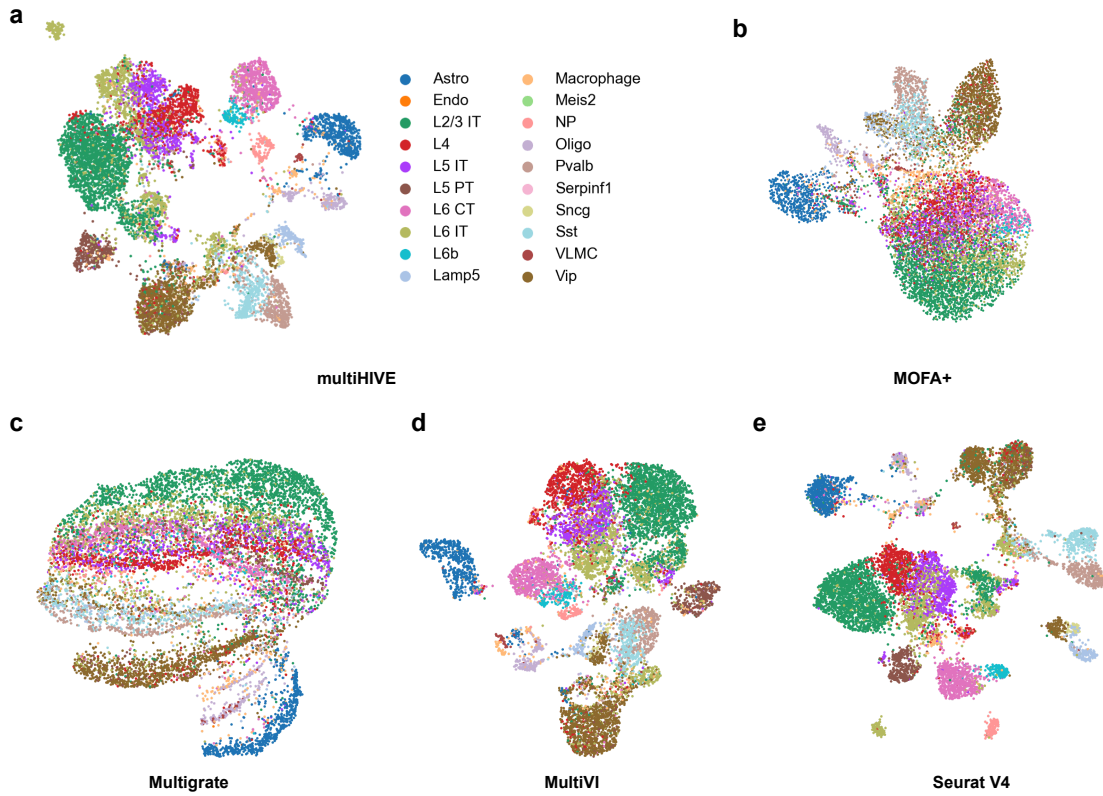 a
b
Astro
Endo
L2/3 IT
L4
L5 IT
L5 PT
L6 CT
L6 IT
L6b
Lamp5
Macrophage
Meis2
NP
Oligo
Pvalb
Serpinf1
Sncg
Sst
VLMC
Vip
multiHIVE
MOFA+
c
d
e
Multigrate
MultiVI
Seurat V4